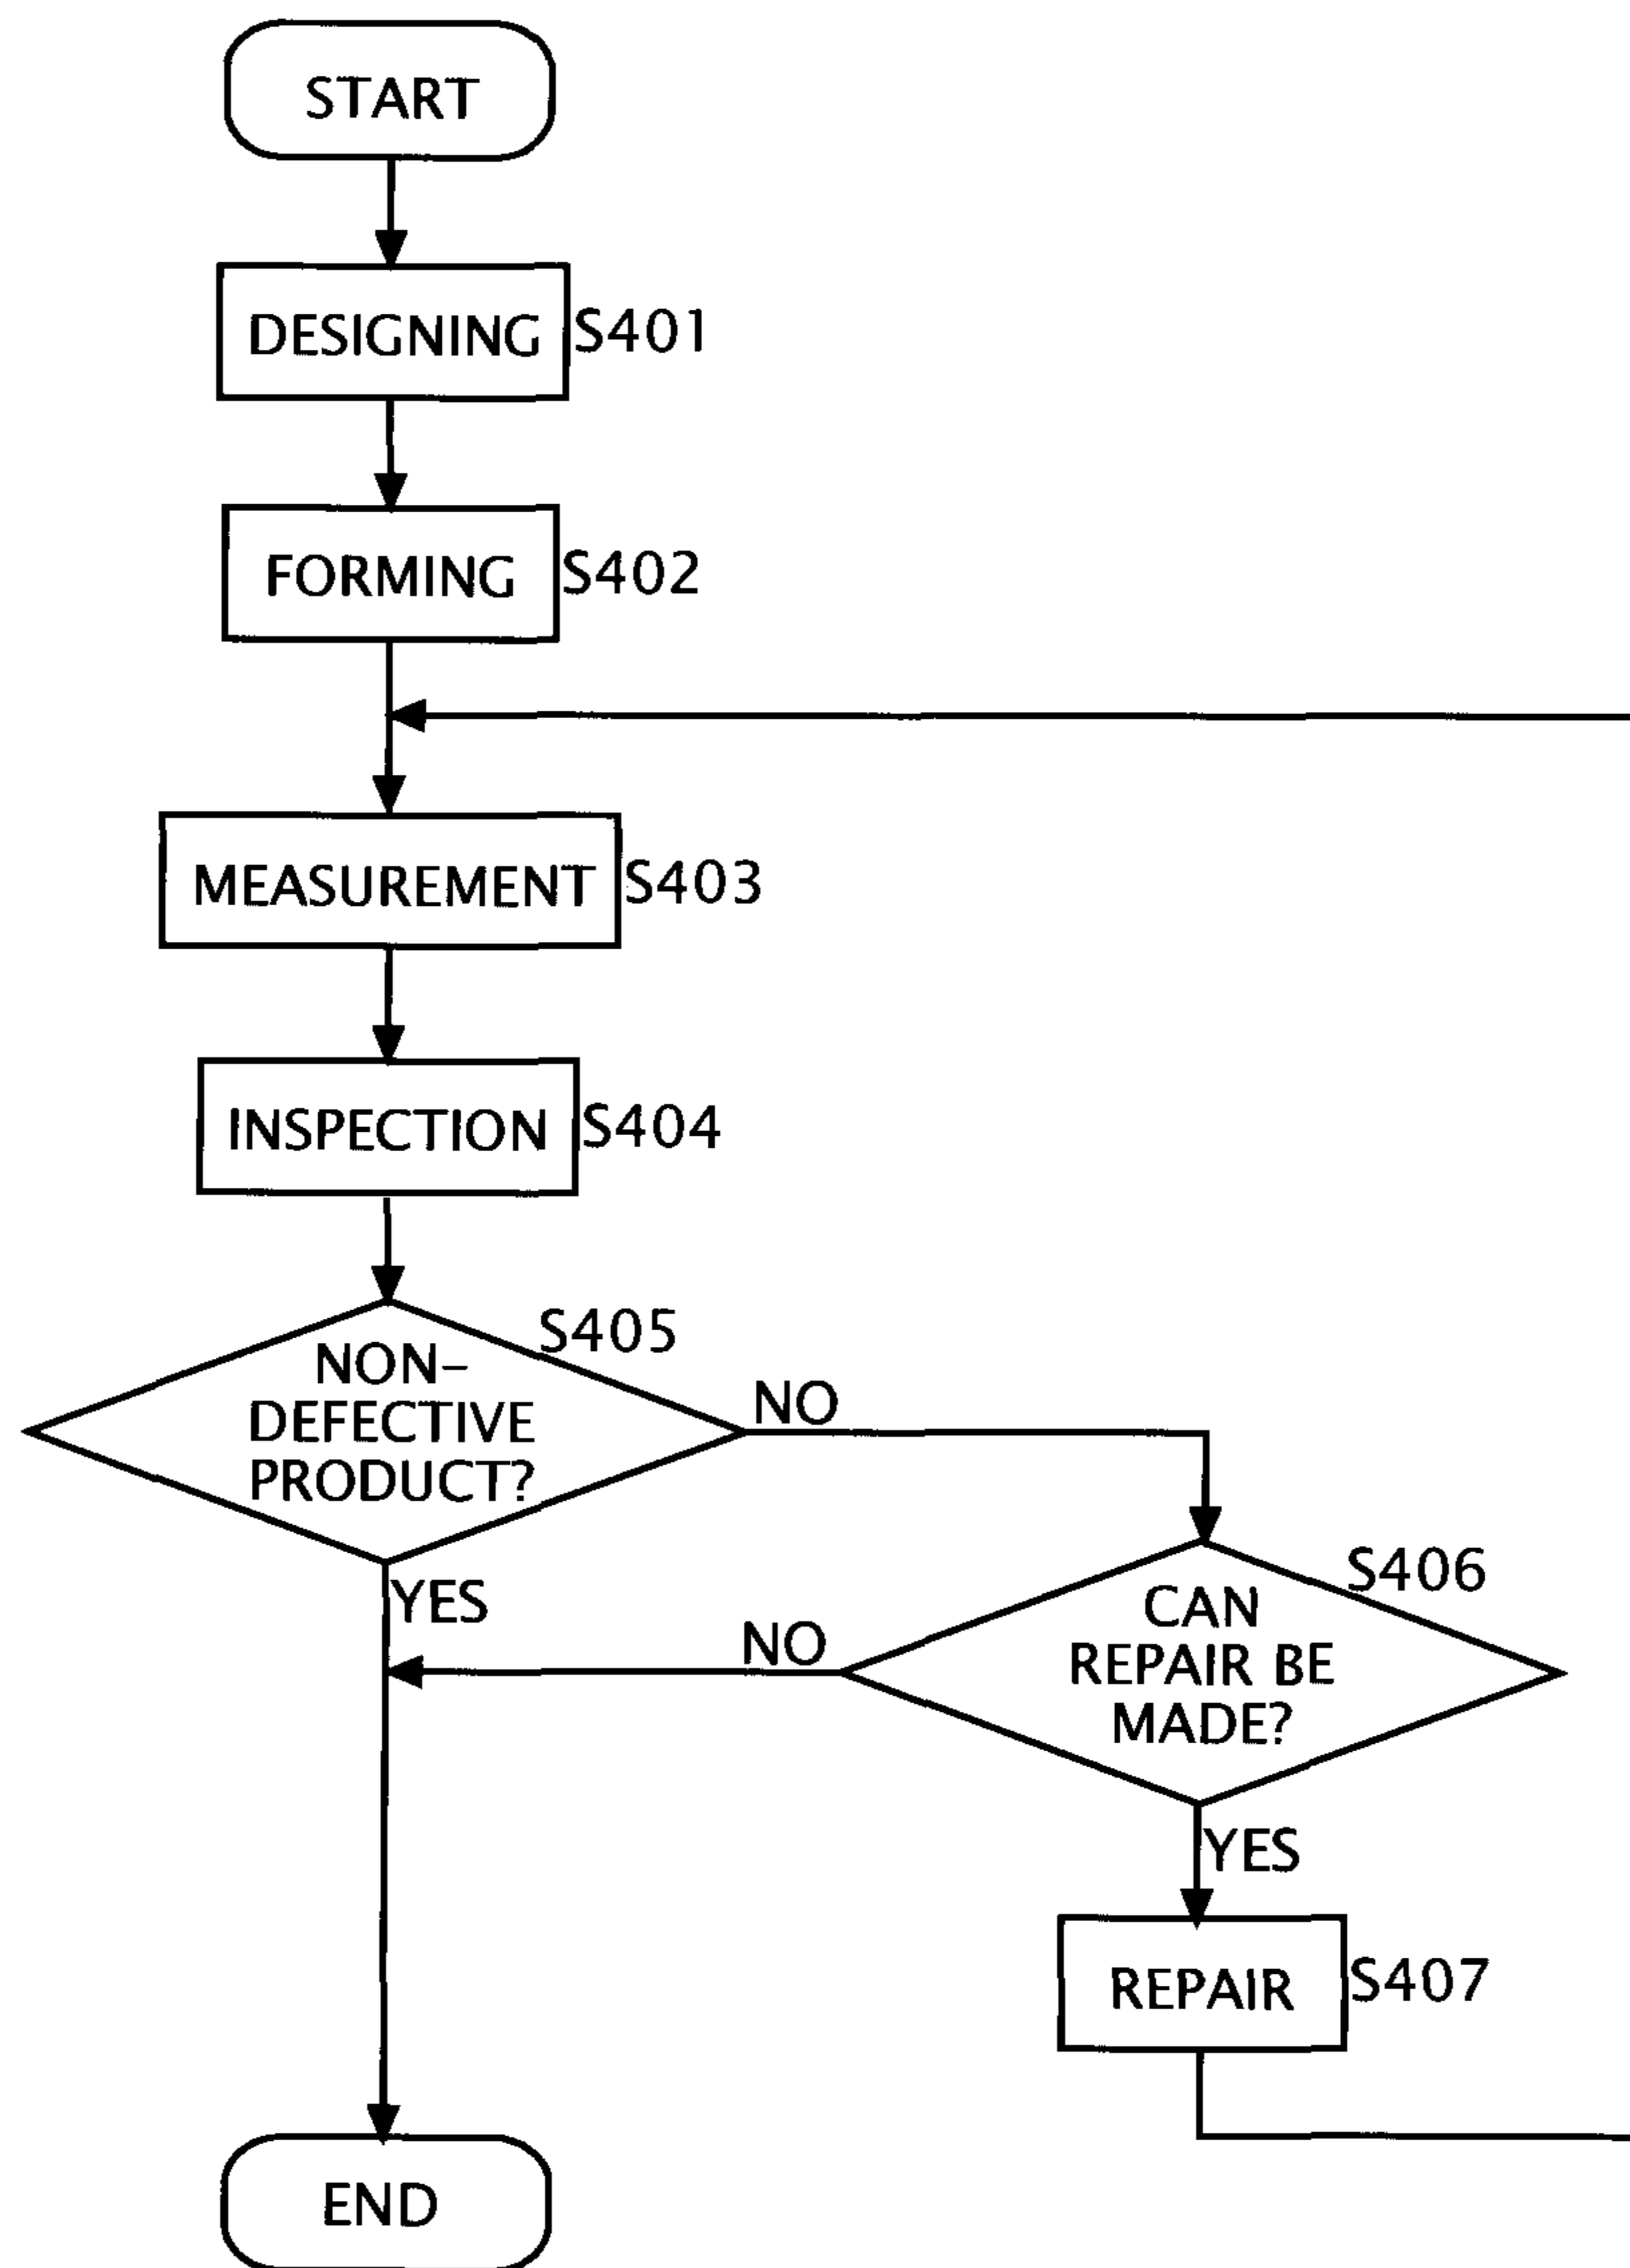 START
DESIGNING S401
FORMING S402
MEASUREMENT S403
INSPECTION S404
S405
NON-
DEFECTIVE
PRODUCT?
NO
YES
S406
CAN
REPAIR BE
MADE?
NO
YES
REPAIR S407
END